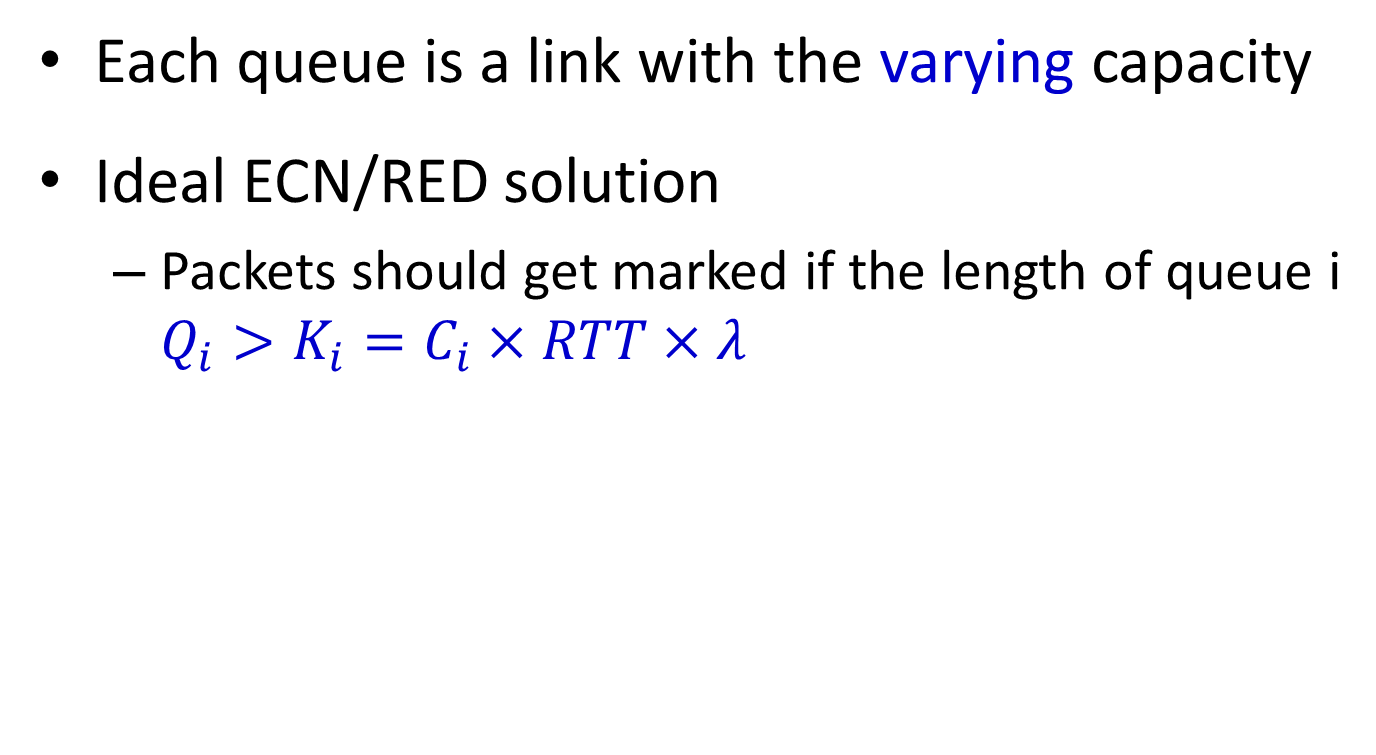 • Each queue is a link with the varying capacity
• Ideal ECN/RED solution
– Packets should get marked if the length of queue i
Qᵢ > Kᵢ = Cᵢ × RTT × λ